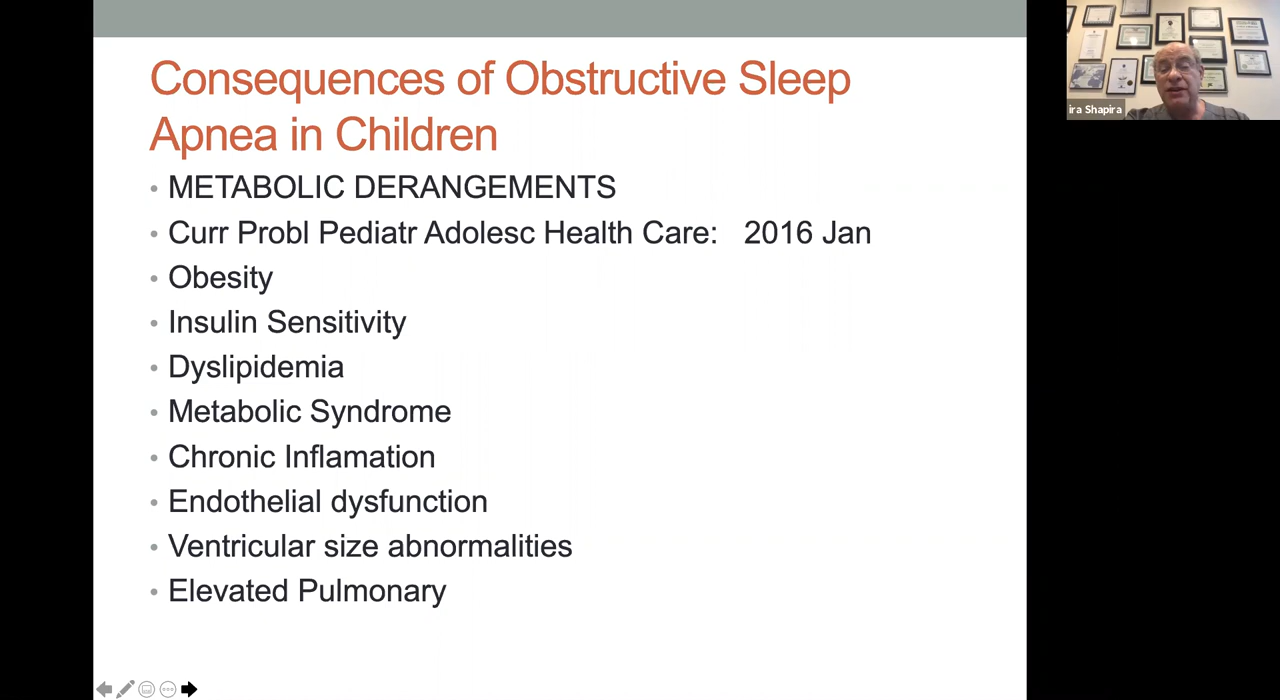 Consequences of Obstructive Sleep
Apnea in Children
• METABOLIC DERANGEMENTS
• Curr Probl Pediatr Adolesc Health Care: 2016 Jan
• Obesity
• Insulin Sensitivity
• Dyslipidemia
• Metabolic Syndrome
• Chronic Inflamation
• Endothelial dysfunction
• Ventricular size abnormalities
• Elevated Pulmonary
ira Shapira